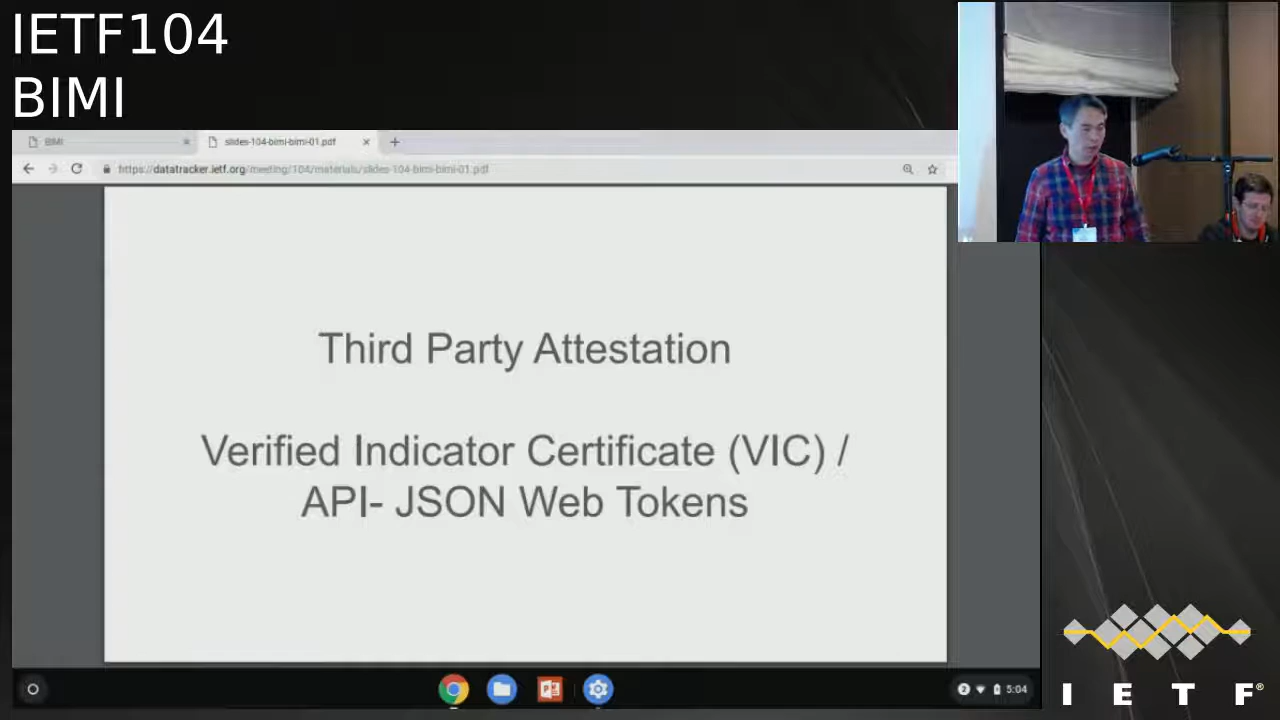 IETF104
BIMI
BIMI
slides-104-bimi-bimi-01.pdf
https://datatracker.ietf.org/meeting/104/materials/slides-104-bimi-bimi-01.pdf
Third Party Attestation
Verified Indicator Certificate (VIC) /
API- JSON Web Tokens
2 5:04
I E T F®